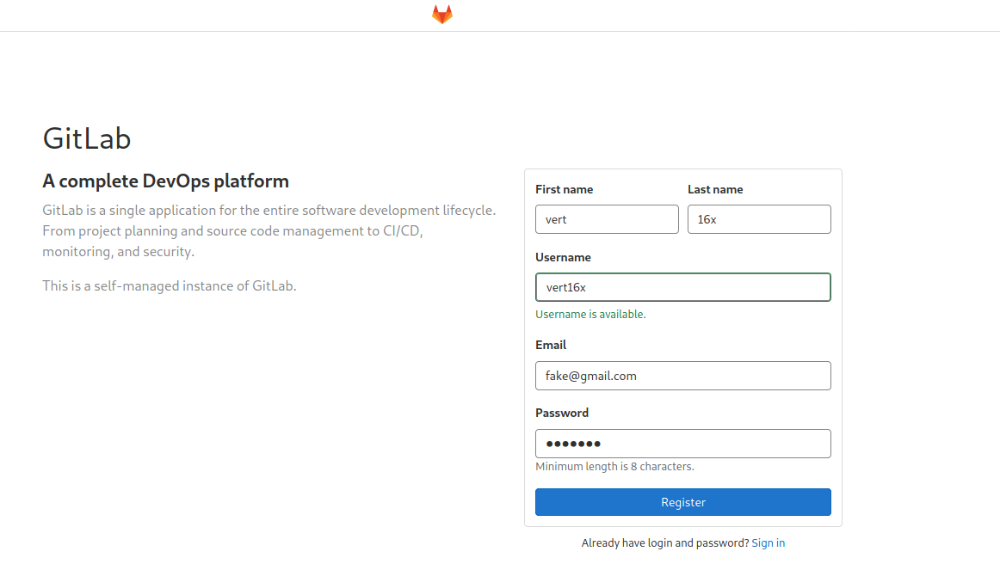 GitLab
A complete DevOps platform
GitLab is a single application for the entire software development lifecycle.
From project planning and source code management to CI/CD,
monitoring, and security.
This is a self-managed instance of GitLab.
First name Last name
vert 16x
Username
vert16x
Username is available.
Email
fake@gmail.com
Password
●●●●●●●
Minimum length is 8 characters.
Register
Already have login and password? Sign in